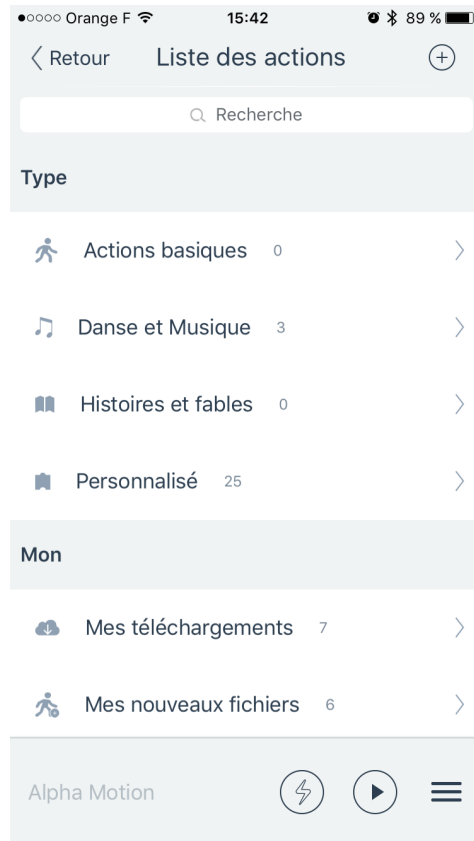 Orange F 15:42 89 %
Retour Liste des actions
Recherche
Type
Actions basiques 0
Danse et Musique 3
Histoires et fables 0
Personnalisé 25
Mon
Mes téléchargements 7
Mes nouveaux fichiers 6
Alpha Motion